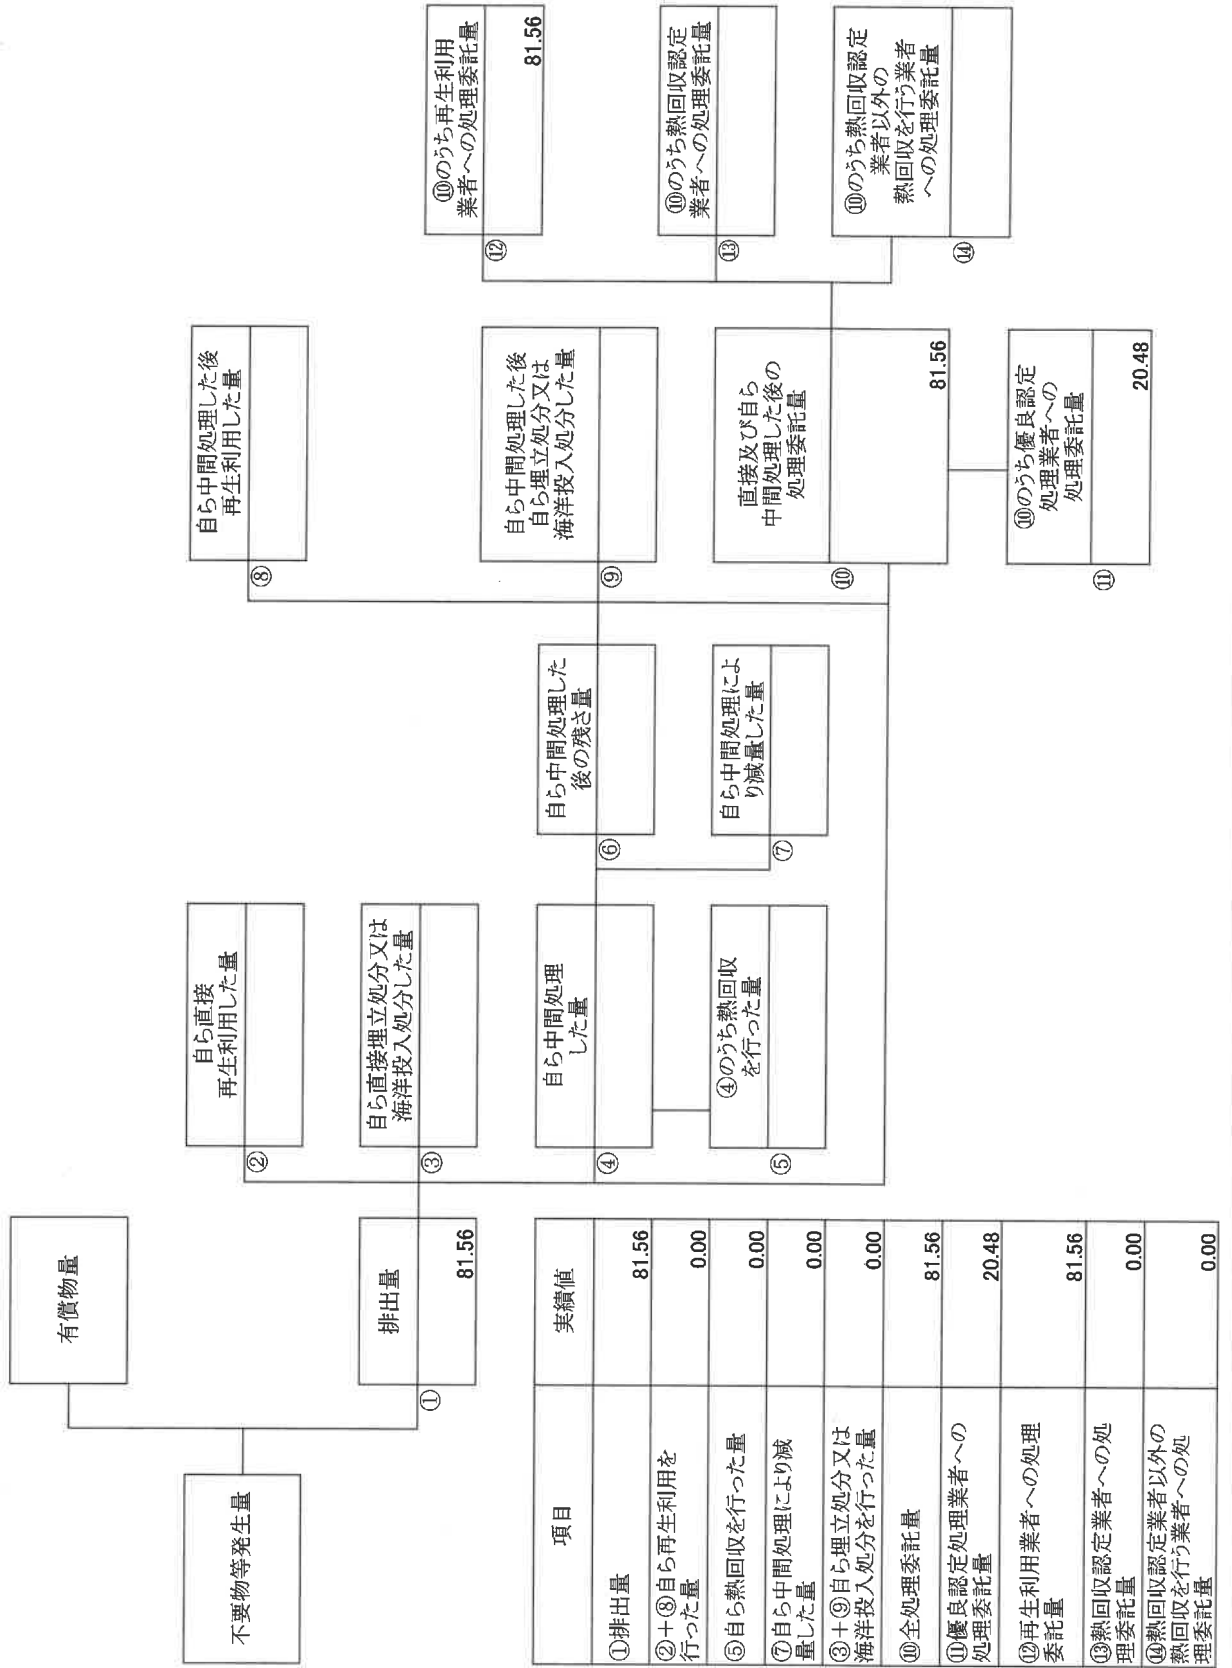 有償物量
不要物等発生量
排出量
①
81.56
自ら直接
再生利用した量
②
自ら直接埋立処分又は
海洋投入処分した量
③
自ら中間処理
した量
④
④のうち熱回収
を行った量
⑤
自ら中間処理した
後の残さ量
⑥
自ら中間処理によ
り減量した量
⑦
自ら中間処理した後
再生利用した量
⑧
自ら中間処理した後
自ら埋立処分又は
海洋投入処分した量
⑨
直接及び自ら
中間処理した後の
処理委託量
⑩
81.56
⑩のうち優良認定
処理業者への
処理委託量
⑪
20.48
⑩のうち再生利用
業者への処理委託量
⑫
81.56
⑩のうち熱回収認定
業者への処理委託量
⑬
⑩のうち熱回収認定
業者以外の
熱回収を行う業者
への処理委託量
⑭
項目 実績値
①排出量 81.56
②+⑧自ら再生利用を
行った量 0.00
⑤自ら熱回収を行った量 0.00
⑦自ら中間処理により減
量した量 0.00
③+⑨自ら埋立処分又は
海洋投入処分を行った量 0.00
⑩全処理委託量 81.56
⑪優良認定処理業者への
処理委託量 20.48
⑫再生利用業者への処理
委託量 81.56
⑬熱回収認定業者への処
理委託量 0.00
⑭熱回収認定業者以外の
熱回収を行う業者への処
理委託量 0.00